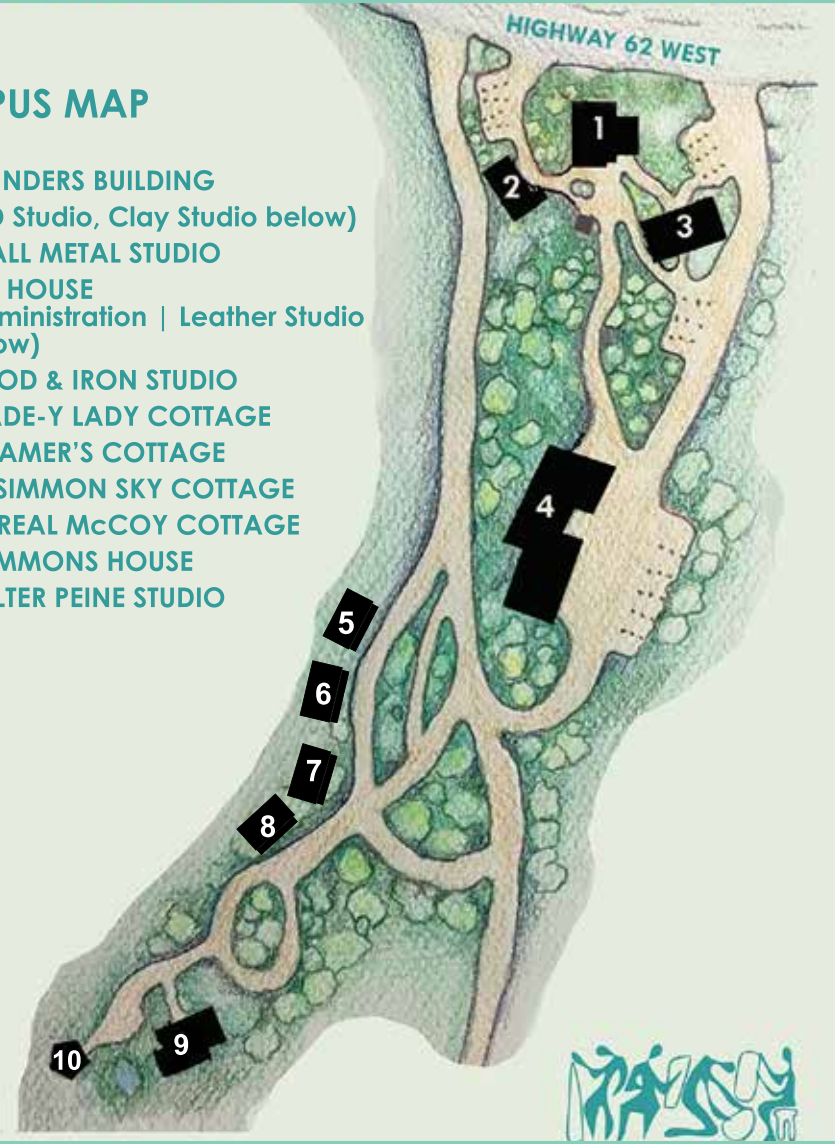 HIGHWAY 62 WEST
PUS MAP
NDERS BUILDING
Studio, Clay Studio below)
ALL METAL STUDIO
HOUSE
ministration | Leather Studio
ow)
OD & IRON STUDIO
DE-Y LADY COTTAGE
AMER'S COTTAGE
SIMMON SKY COTTAGE
REAL McCOY COTTAGE
MMONS HOUSE
LTER PEINE STUDIO
1
2
3
4
5
6
7
8
9
10